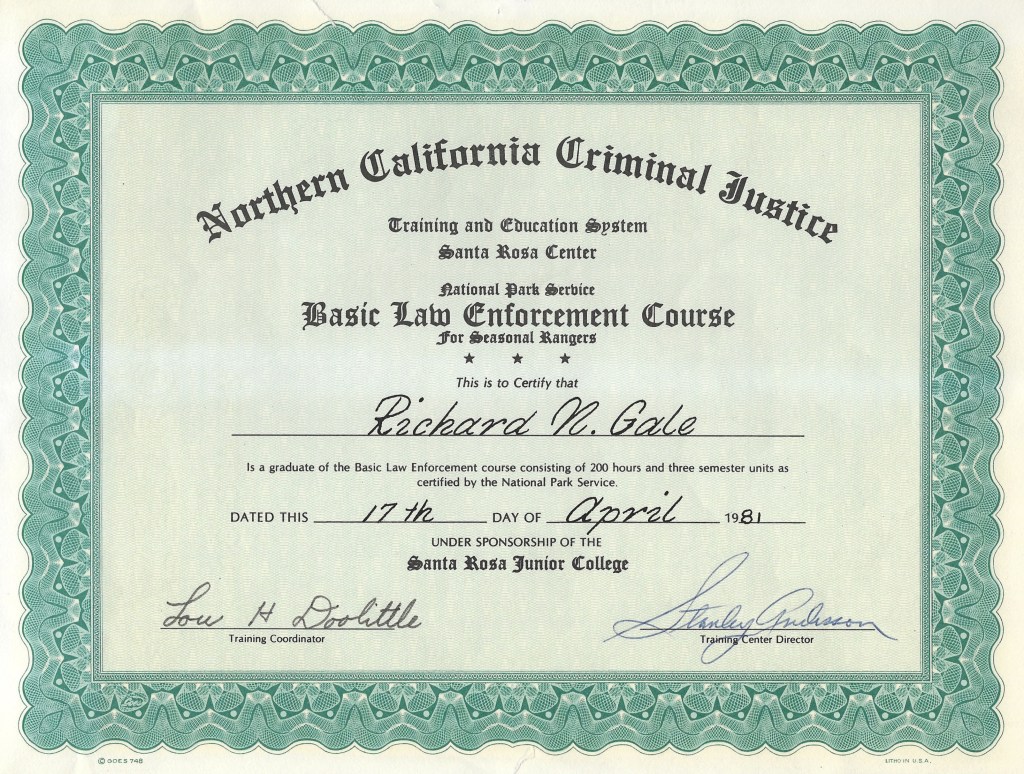 Northern California Criminal Justice
Training and Education System
Santa Rosa Center
National Park Service
Basic Law Enforcement Course
For Seasonal Rangers
★ ★ ★
This is to Certify that
Richard N. Gale
Is a graduate of the Basic Law Enforcement course consisting of 200 hours and three semester units as
certified by the National Park Service.
DATED THIS 17th DAY OF April 1981
UNDER SPONSORSHIP OF THE
Santa Rosa Junior College
Lou H Doolittle Stanley Anderson
Training Coordinator Training Center Director
© GOES 748 LITHO IN U.S.A.